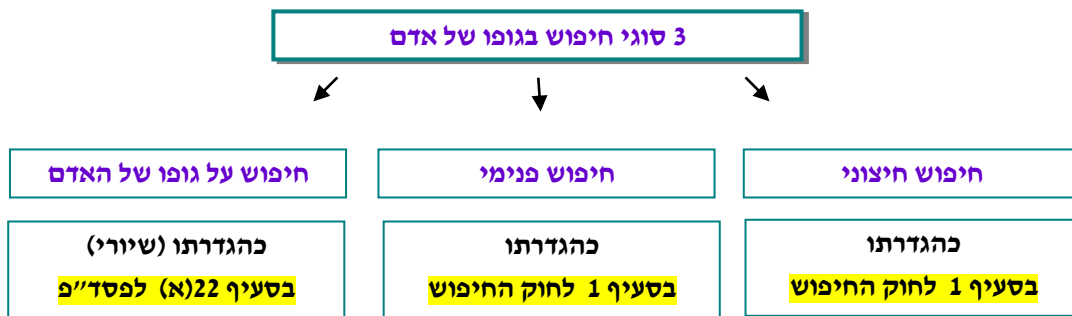 3 סוגי חיפוש בגופו של אדם
חיפוש חיצוני
חיפוש פנימי
חיפוש על גופו של האדם
כהגדרתו
בסעיף 1 לחוק החיפוש
כהגדרתו
בסעיף 1 לחוק החיפוש
כהגדרתו (שיורי)
בסעיף 22(א) לפסד״פ